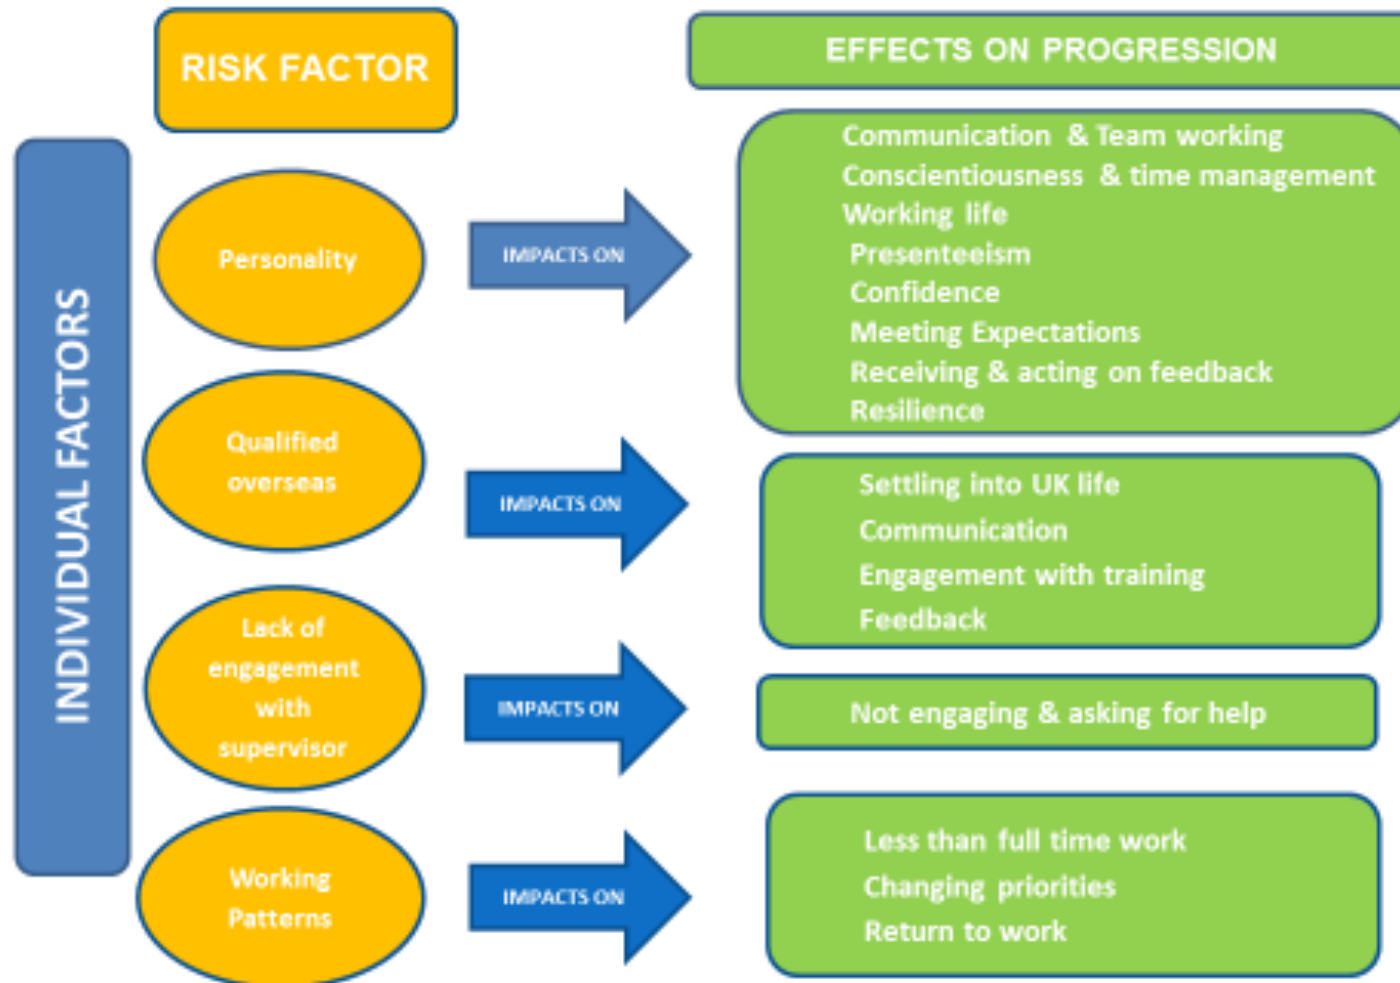 RISK FACTOR
EFFECTS ON PROGRESSION
INDIVIDUAL FACTORS
Personality
IMPACTS ON
Communication & Team working
Conscientiousness & time management
Working life
Presenteeism
Confidence
Meeting Expectations
Receiving & acting on feedback
Resilience
Qualified
overseas
IMPACTS ON
Settling into UK life
Communication
Engagement with training
Feedback
Lack of
engagement
with
supervisor
IMPACTS ON
Not engaging & asking for help
Working
Patterns
IMPACTS ON
Less than full time work
Changing priorities
Return to work